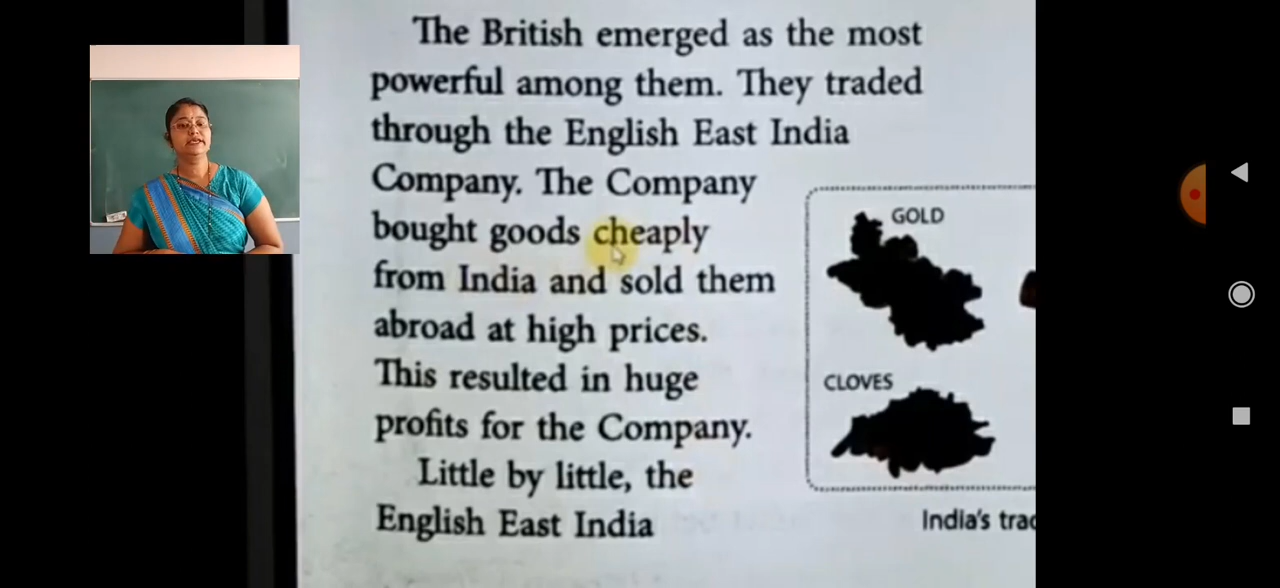 The British emerged as the most
powerful among them. They traded
through the English East India
Company. The Company
bought goods cheaply
from India and sold them
abroad at high prices.
This resulted in huge
profits for the Company.
Little by little, the
English East India
GOLD
CLOVES
India's